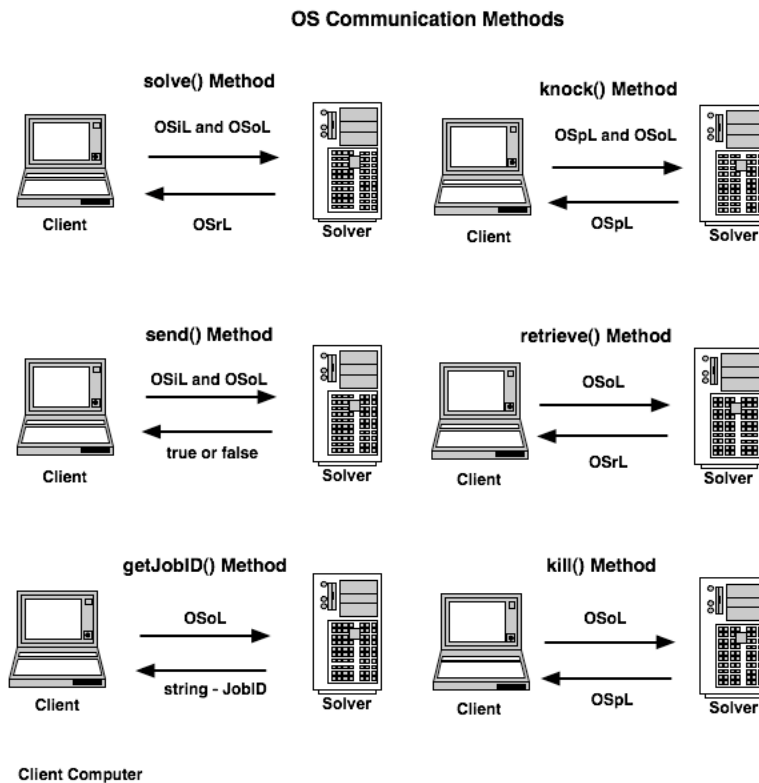 OS Communication Methods
solve() Method
OSiL and OSoL
OSrL
Client
Solver
knock() Method
OSpL and OSoL
OSpL
Client
Solver
send() Method
OSiL and OSoL
true or false
Client
Solver
retrieve() Method
OSoL
OSrL
Client
Solver
getJobID() Method
OSoL
string - JobID
Client
Solver
kill() Method
OSoL
OSpL
Client
Solver
Client Computer